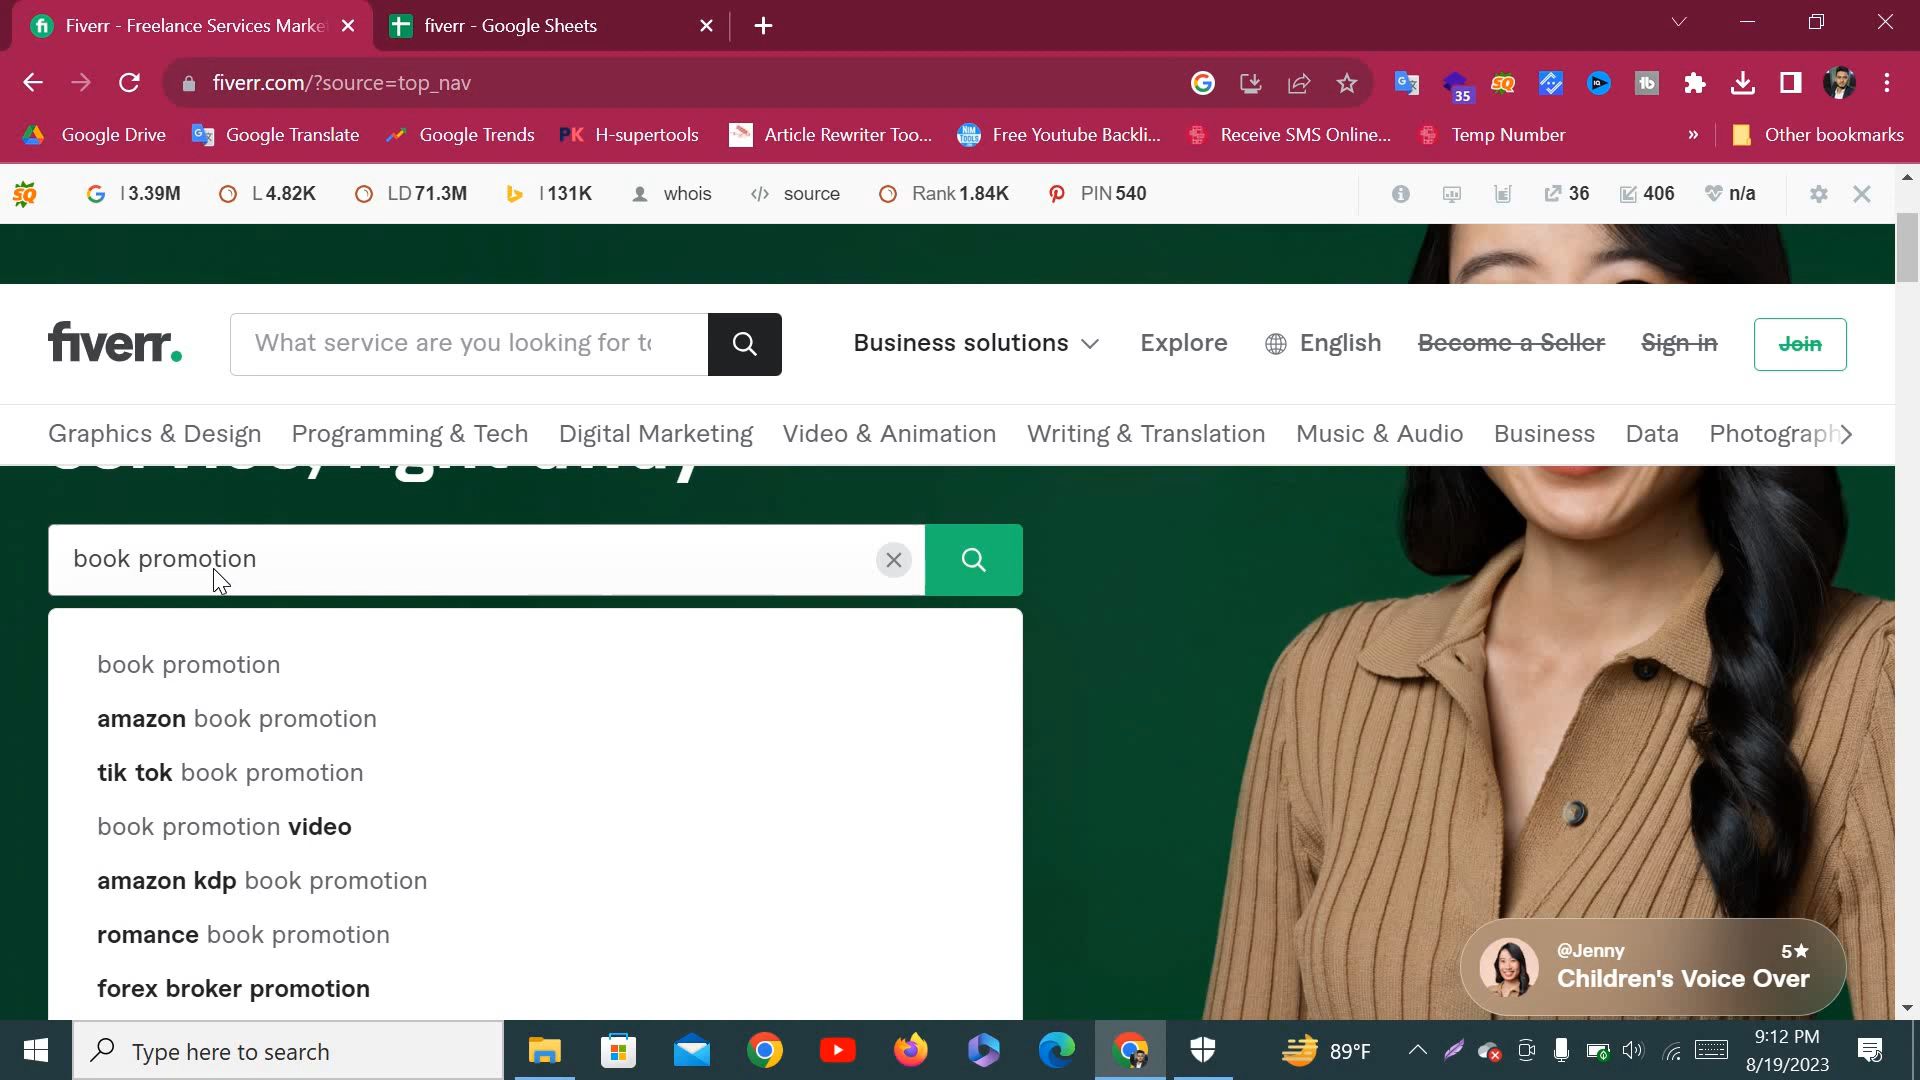 Fiverr - Freelance Services Marke
fiverr - Google Sheets
fiverr.com/?source=top_nav
35
Google Drive
Google Translate
Google Trends
PK H-supertools
Article Rewriter Too...
Free Youtube Backli...
Receive SMS Online...
Temp Number
»
Other bookmarks
SQ
I 3.39M
L 4.82K
LD 71.3M
I 131K
whois
source
Rank 1.84K
PIN 540
36
406
n/a
fiverr.
What service are you looking for to
Business solutions
Explore
English
Become a Seller
Sign in
Join
Graphics & Design
Programming & Tech
Digital Marketing
Video & Animation
Writing & Translation
Music & Audio
Business
Data
Photograph
service, right away
book promotion
book promotion
amazon book promotion
tik tok book promotion
book promotion video
amazon kdp book promotion
romance book promotion
forex broker promotion
@Jenny
5★
Children's Voice Over
Type here to search
89°F
9:12 PM
8/19/2023